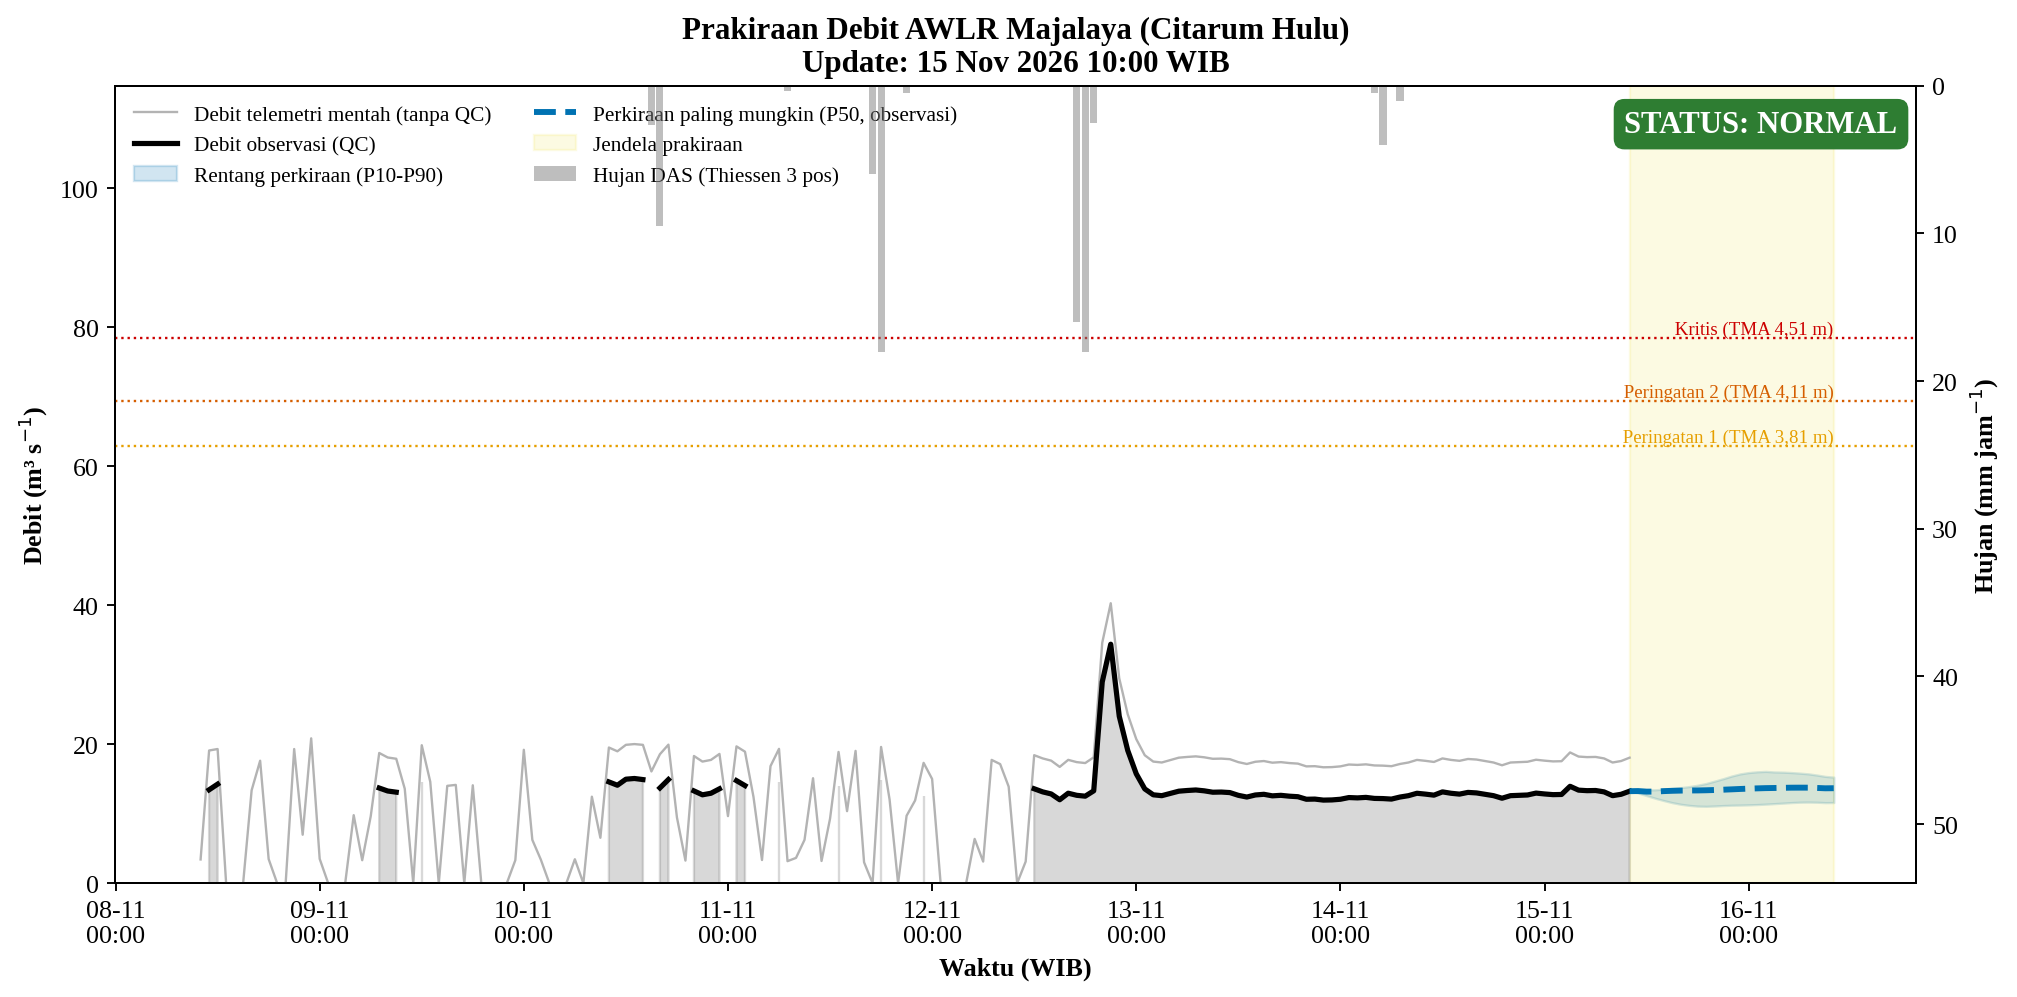 Prakiraan Debit AWLR Majalaya (Citarum Hulu)
Update: 15 Nov 2026 10:00 WIB
Debit telemetri mentah (tanpa QC)
Debit observasi (QC)
Rentang perkiraan (P10-P90)
Perkiraan paling mungkin (P50, observasi)
Jendela prakiraan
Hujan DAS (Thiessen 3 pos)
STATUS: NORMAL
Kritis (TMA 4,51 m)
Peringatan 2 (TMA 4,11 m)
Peringatan 1 (TMA 3,81 m)
Debit (m³ s⁻¹)
100
80
60
40
20
0
Hujan (mm jam⁻¹)
0
10
20
30
40
50
08-11 00:00
09-11 00:00
10-11 00:00
11-11 00:00
12-11 00:00
13-11 00:00
14-11 00:00
15-11 00:00
16-11 00:00
Waktu (WIB)